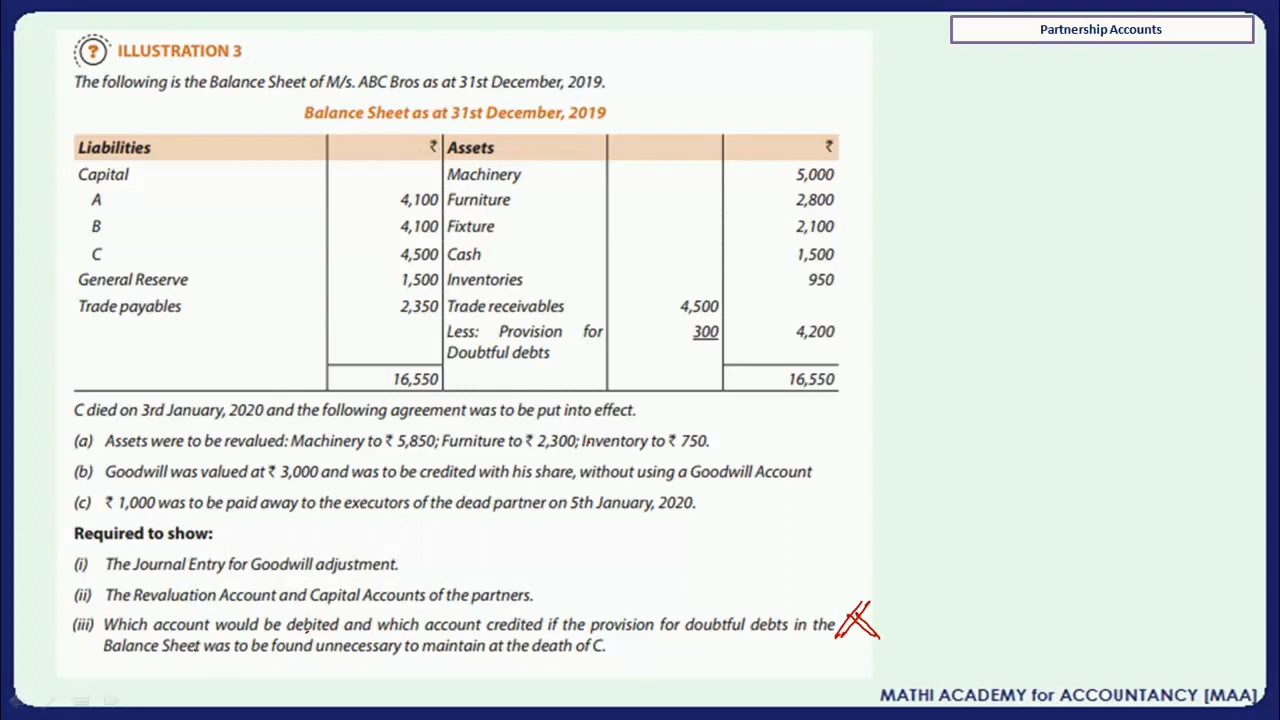 Partnership Accounts
? ILLUSTRATION 3
The following is the Balance Sheet of M/s. ABC Bros as at 31st December, 2019.
Balance Sheet as at 31st December, 2019
Liabilities ₹ Assets ₹
Capital Machinery 5,000
A 4,100 Furniture 2,800
B 4,100 Fixture 2,100
C 4,500 Cash 1,500
General Reserve 1,500 Inventories 950
Trade payables 2,350 Trade receivables 4,500
Less: Provision for 300 4,200
Doubtful debts
16,550 16,550
C died on 3rd January, 2020 and the following agreement was to be put into effect.
(a) Assets were to be revalued: Machinery to ₹ 5,850; Furniture to ₹ 2,300; Inventory to ₹ 750.
(b) Goodwill was valued at ₹ 3,000 and was to be credited with his share, without using a Goodwill Account
(c) ₹ 1,000 was to be paid away to the executors of the dead partner on 5th January, 2020.
Required to show:
(i) The Journal Entry for Goodwill adjustment.
(ii) The Revaluation Account and Capital Accounts of the partners.
(iii) Which account would be debited and which account credited if the provision for doubtful debts in the
Balance Sheet was to be found unnecessary to maintain at the death of C.
MATHI ACADEMY for ACCOUNTANCY [MAA]